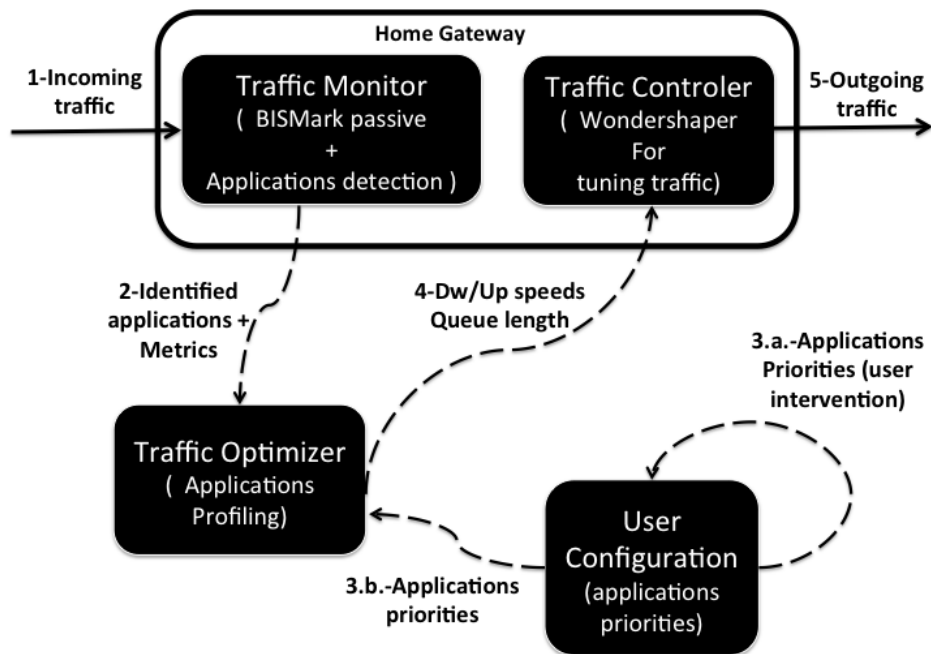 Home Gateway
1-Incoming
traffic
Traffic Monitor
( BISMark passive
+
Applications detection )
Traffic Controler
( Wondershaper
For
tuning traffic)
5-Outgoing
traffic
2-Identified
applications +
Metrics
4-Dw/Up speeds
Queue length
3.a.-Applications
Priorities (user
intervention)
Traffic Optimizer
( Applications
Profiling)
3.b.-Applications
priorities
User
Configuration
(applications
priorities)